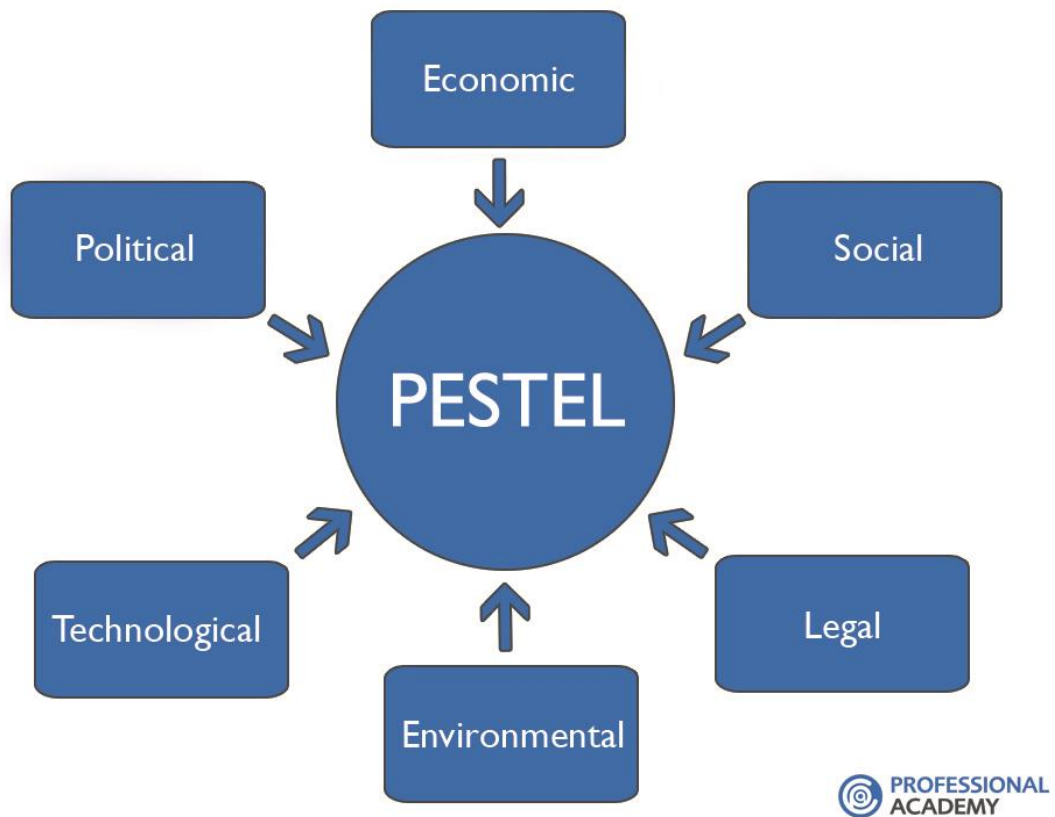 Economic
Political
Social
PESTEL
Technological
Legal
Environmental
PROFESSIONAL
ACADEMY